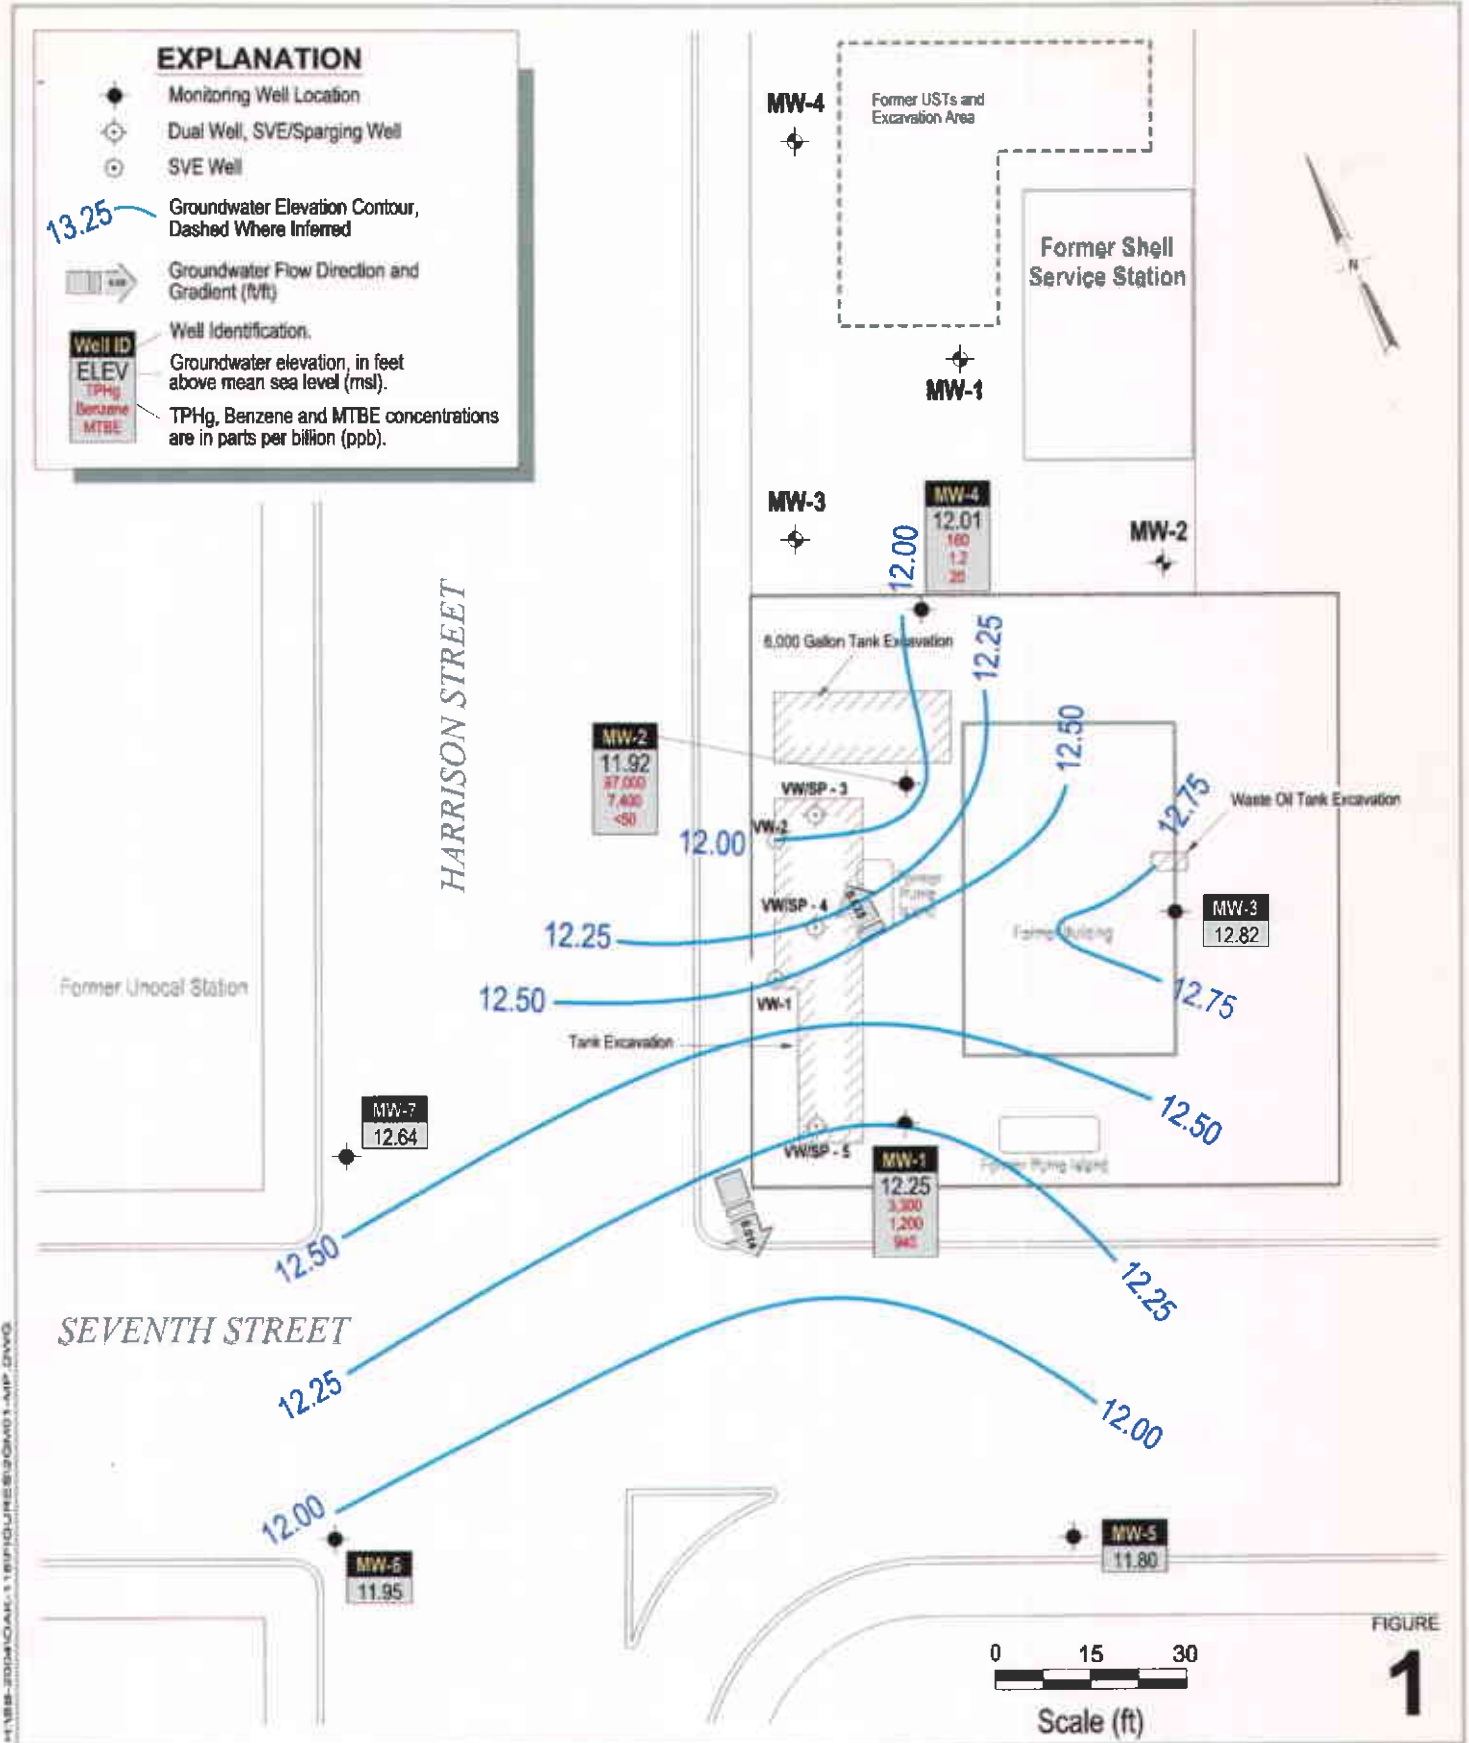 EXPLANATION
Monitoring Well Location
Dual Well, SVE/Sparging Well
SVE Well
13.25
Groundwater Elevation Contour,
Dashed Where Inferred
Groundwater Flow Direction and
Gradient (ft/ft)
Well ID
ELEV
TPHg
Benzene
MTBE
Well Identification.
Groundwater elevation, in feet
above mean sea level (msl).
TPHg, Benzene and MTBE concentrations
are in parts per billion (ppb).
MW-4
Former USTs and
Excavation Area
Former Shell
Service Station
N
MW-1
MW-3
MW-2
MW-4
12.01
160
1.2
20
12.00
12.25
12.50
12.75
HARRISON STREET
6,000 Gallon Tank Excavation
MW-2
11.92
7,400
<50
VW/SP - 3
VW-2
12.00
Waste Oil Tank Excavation
VW/SP - 4
Former
Pump
MW-3
12.82
12.25
Former Building
12.50
VW-1
12.75
Former Unocal Station
Tank Excavation
12.50
MW-7
12.64
VW/SP - 5
MW-1
12.25
3,300
1,200
940
Former Pump Island
0.014
12.50
12.25
SEVENTH STREET
12.25
12.00
12.00
MW-6
11.95
MW-5
11.80
0 15 30
Scale (ft)
FIGURE
1